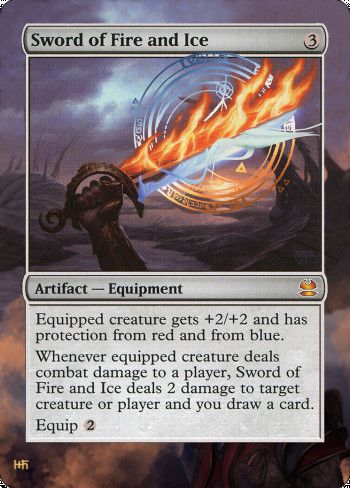 Sword of Fire and Ice 3
Artifact — Equipment
Equipped creature gets +2/+2 and has
protection from red and from blue.
Whenever equipped creature deals
combat damage to a player, Sword of
Fire and Ice deals 2 damage to target
creature or player and you draw a card.
Equip 2